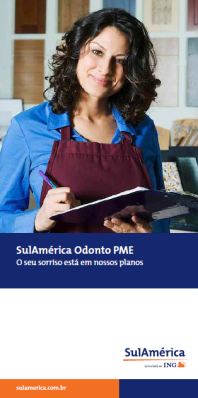 SulAmérica Odonto PME
O seu sorriso está em nossos planos
SulAmérica
associada ao ING
sulamerica.com.br